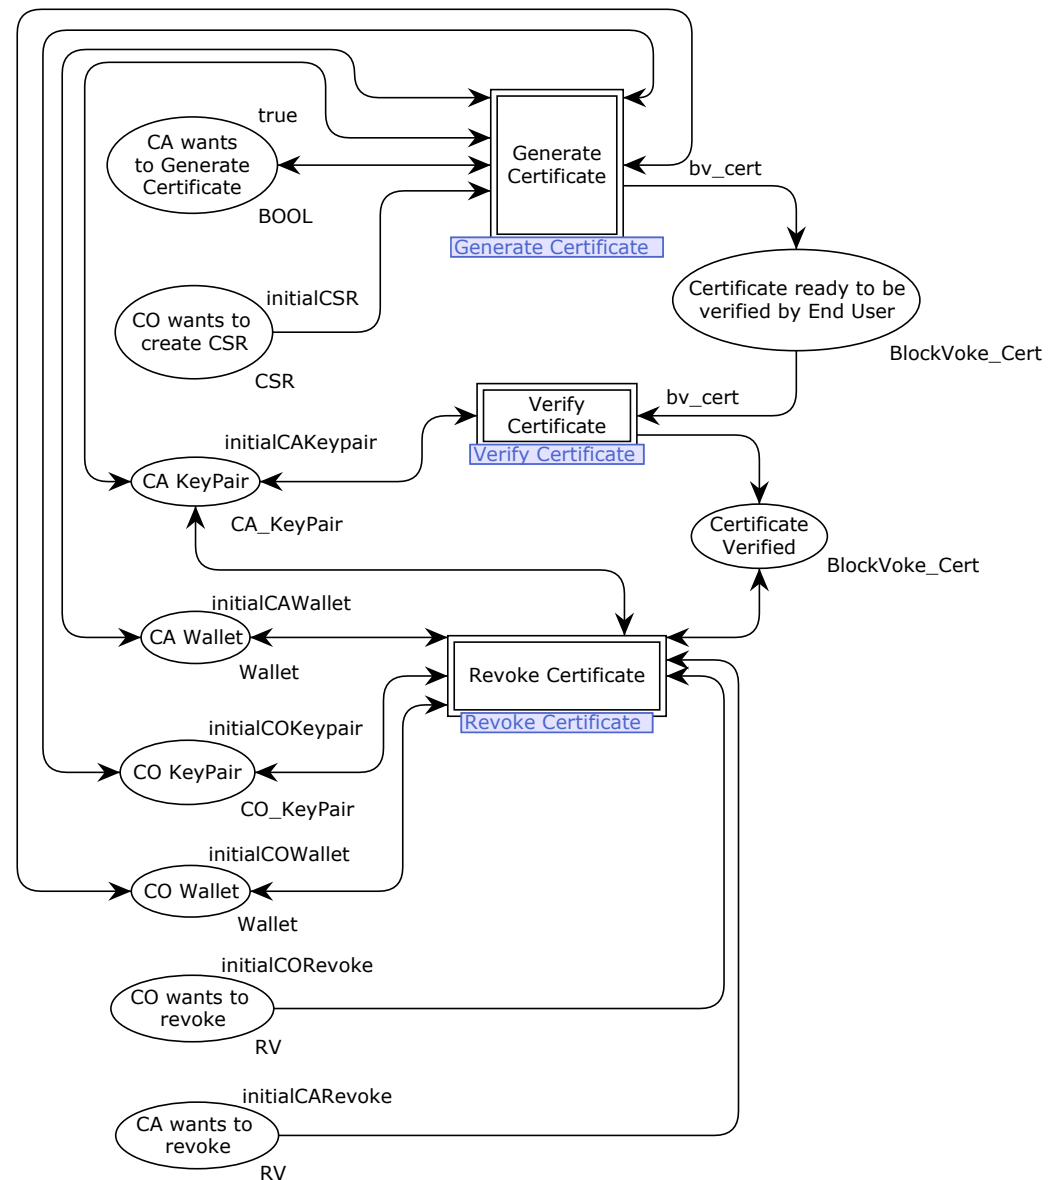 true
CA wants
to Generate
Certificate
BOOL
Generate
Certificate
Generate Certificate
bv_cert
initialCSR
CO wants to
create CSR
CSR
Certificate ready to be
verified by End User
BlockVoke_Cert
Verify
Certificate
Verify Certificate
bv_cert
initialCAKeypair
CA KeyPair
CA_KeyPair
Certificate
Verified
BlockVoke_Cert
initialCAWallet
CA Wallet
Wallet
Revoke Certificate
Revoke Certificate
initialCOKeypair
CO KeyPair
CO_KeyPair
initialCOWallet
CO Wallet
Wallet
initialCORevoke
CO wants to
revoke
RV
initialCARevoke
CA wants to
revoke
RV